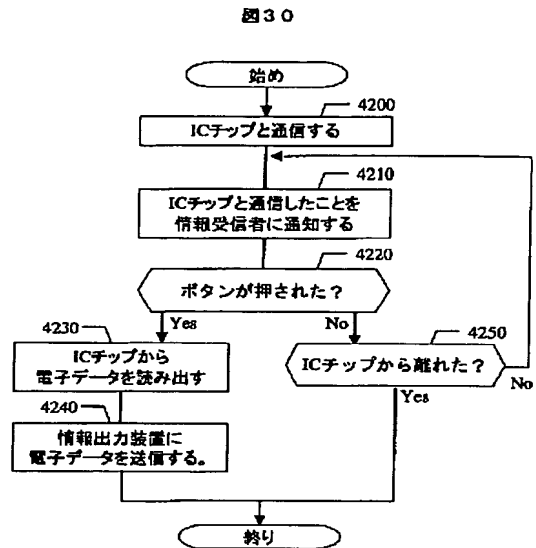 図30
始め
4200
ICチップと通信する
4210
ICチップと通信したことを
情報受信者に通知する
4220
ボタンが押された？
Yes
No
4230
ICチップから
電子データを読み出す
4250
ICチップから離れた？
No
Yes
4240
情報出力装置に
電子データを送信する。
終り